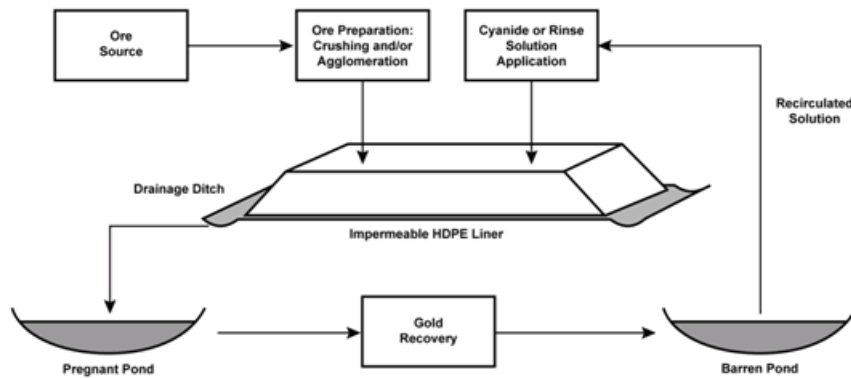 Ore
Source
Ore Preparation:
Crushing and/or
Agglomeration
Cyanide or Rinse
Solution
Application
Recirculated
Solution
Drainage Ditch
Impermeable HDPE Liner
Gold
Recovery
Pregnant Pond
Barren Pond